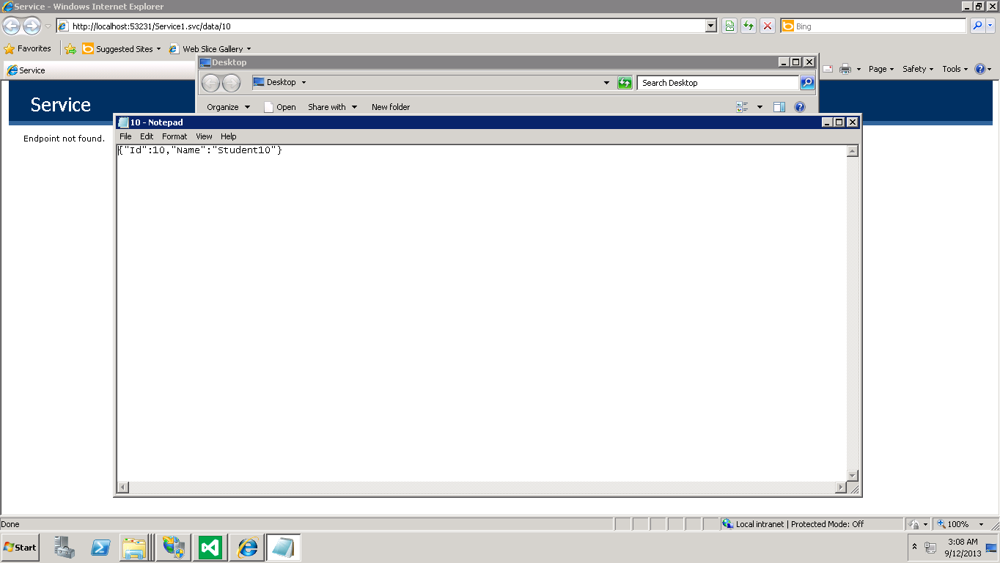 Service - Windows Internet Explorer
http://localhost:53231/Service1.svc/data/10
Bing
Favorites Suggested Sites Web Slice Gallery
Desktop
Service
Page Safety Tools
Desktop
Search Desktop
Service
Organize Open Share with New folder
10 - Notepad
Endpoint not found.
File Edit Format View Help
{"Id":10,"Name":"Student10"}
Done
Local intranet | Protected Mode: Off
100%
Start
3:08 AM
9/12/2013